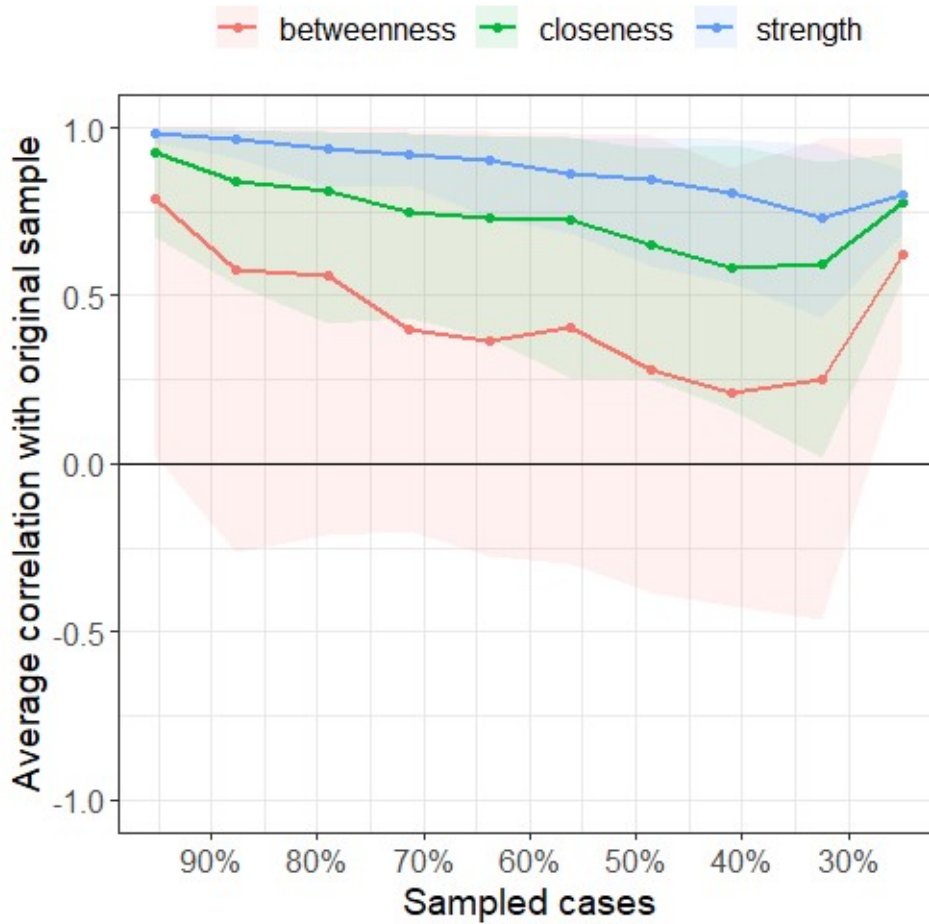 betweenness closeness strength
Average correlation with original sample
1.0
0.5
0.0
-0.5
-1.0
90% 80% 70% 60% 50% 40% 30%
Sampled cases